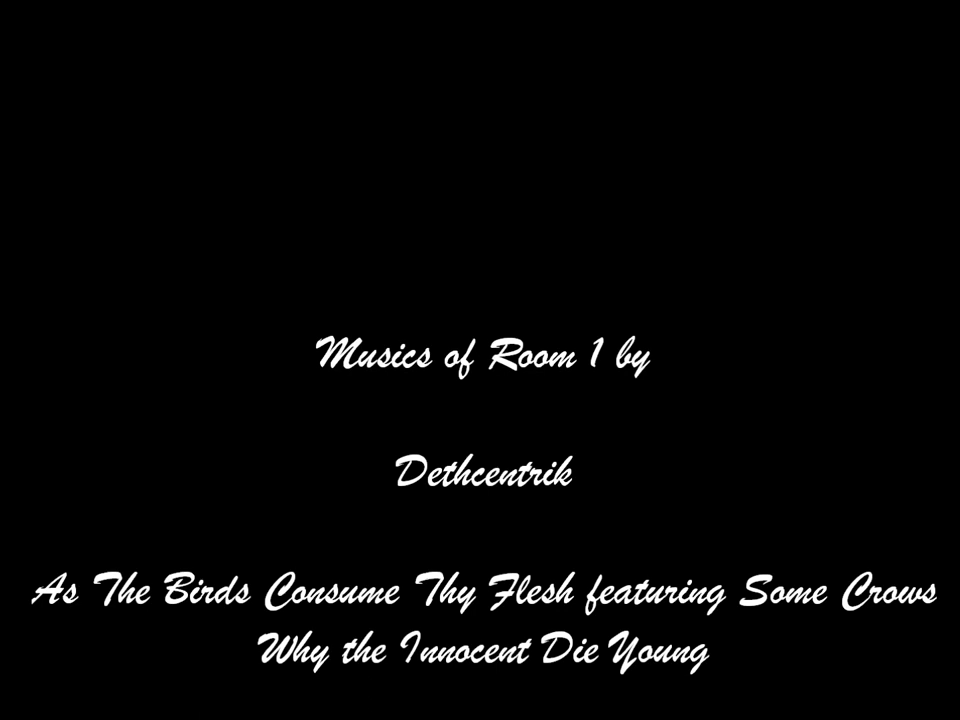 Musics of Room 1 by
Dethcentrik
As The Birds Consume Thy Flesh featuring Some Crows
Why the Innocent Die Young